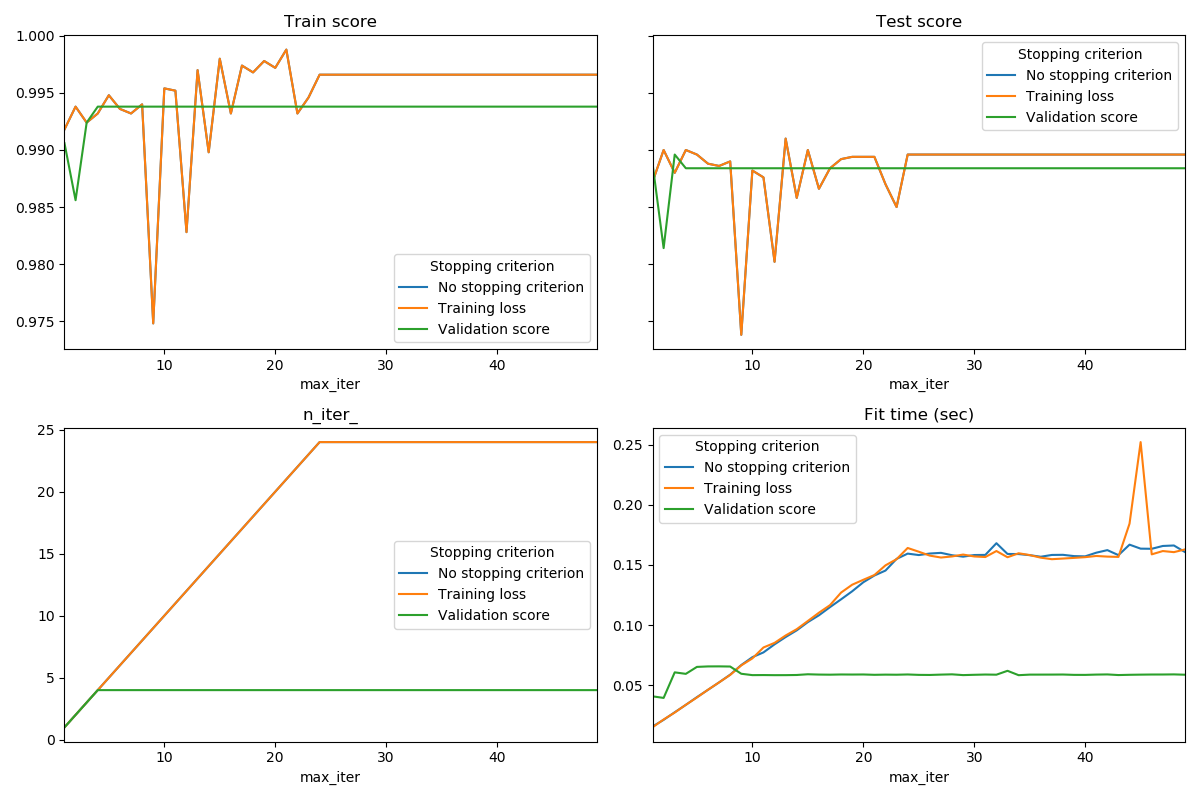 Train score
1.000
0.995
0.990
0.985
0.980
0.975
Stopping criterion
No stopping criterion
Training loss
Validation score
10 20 30 40
max_iter
Test score
Stopping criterion
No stopping criterion
Training loss
Validation score
10 20 30 40
max_iter
n_iter_
25
20
15
10
5
0
Stopping criterion
No stopping criterion
Training loss
Validation score
10 20 30 40
max_iter
Fit time (sec)
0.25
0.20
0.15
0.10
0.05
Stopping criterion
No stopping criterion
Training loss
Validation score
10 20 30 40
max_iter